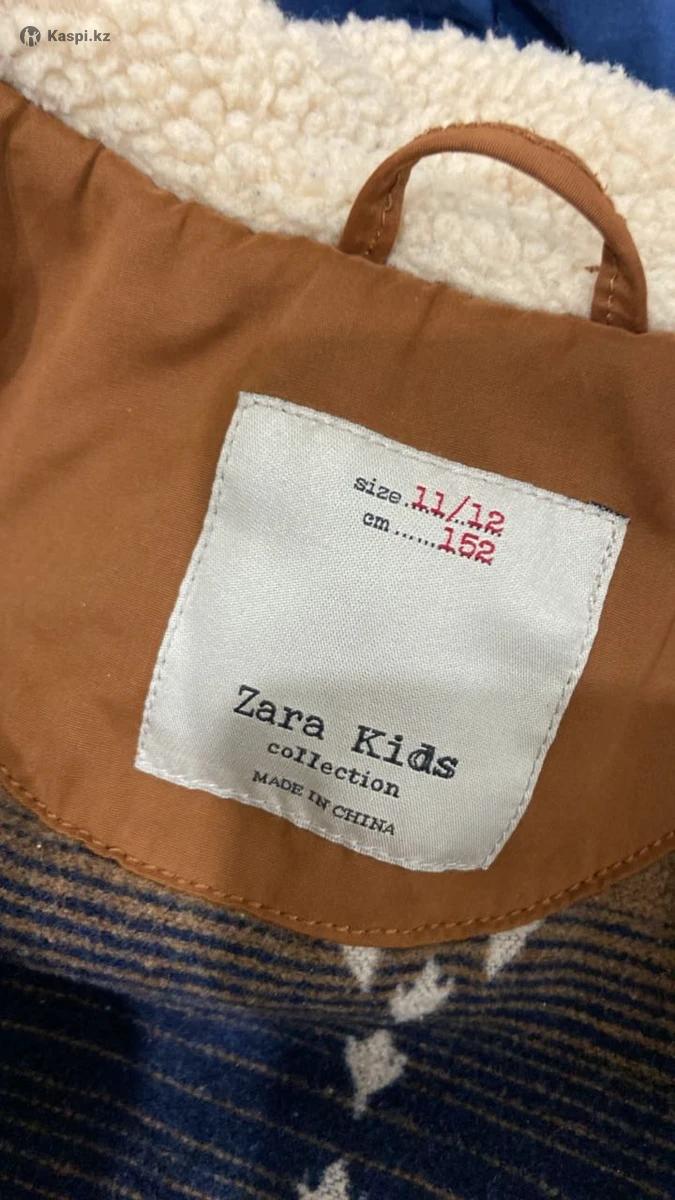 Kaspi.kz
size.11/12
cm......152
Zara Kids
collection
MADE IN CHINA